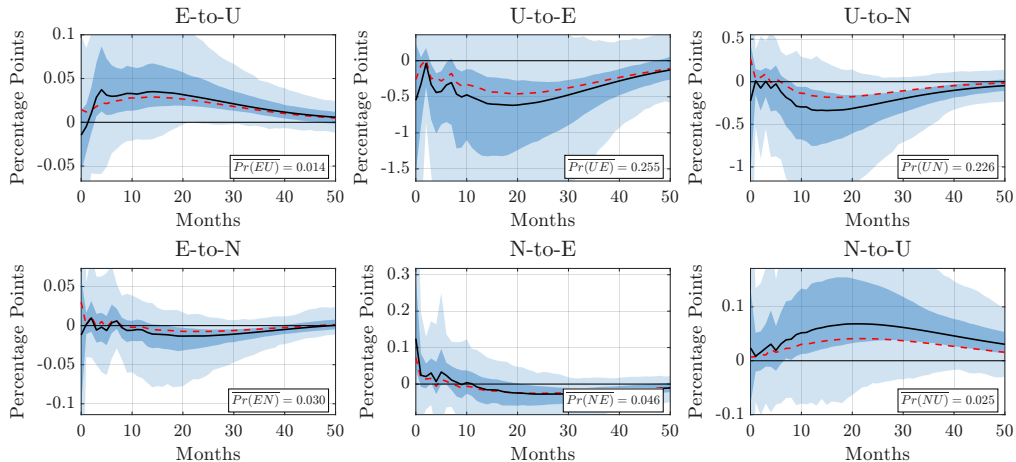 E-to-U
U-to-E
U-to-N
Percentage Points
0.1
0.05
0
-0.05
0 10 20 30 40 50
Months
$\overline{Pr(EU)} = 0.014$
Percentage Points
0
-0.5
-1
-1.5
0 10 20 30 40 50
Months
$\overline{Pr(UE)} = 0.255$
Percentage Points
0.5
0
-0.5
-1
0 10 20 30 40 50
Months
$\overline{Pr(UN)} = 0.226$
E-to-N
N-to-E
N-to-U
Percentage Points
0.05
0
-0.05
-0.1
0 10 20 30 40 50
Months
$\overline{Pr(EN)} = 0.030$
Percentage Points
0.3
0.2
0.1
0
0 10 20 30 40 50
Months
$\overline{Pr(NE)} = 0.046$
Percentage Points
0.1
0
-0.1
0 10 20 30 40 50
Months
$\overline{Pr(NU)} = 0.025$